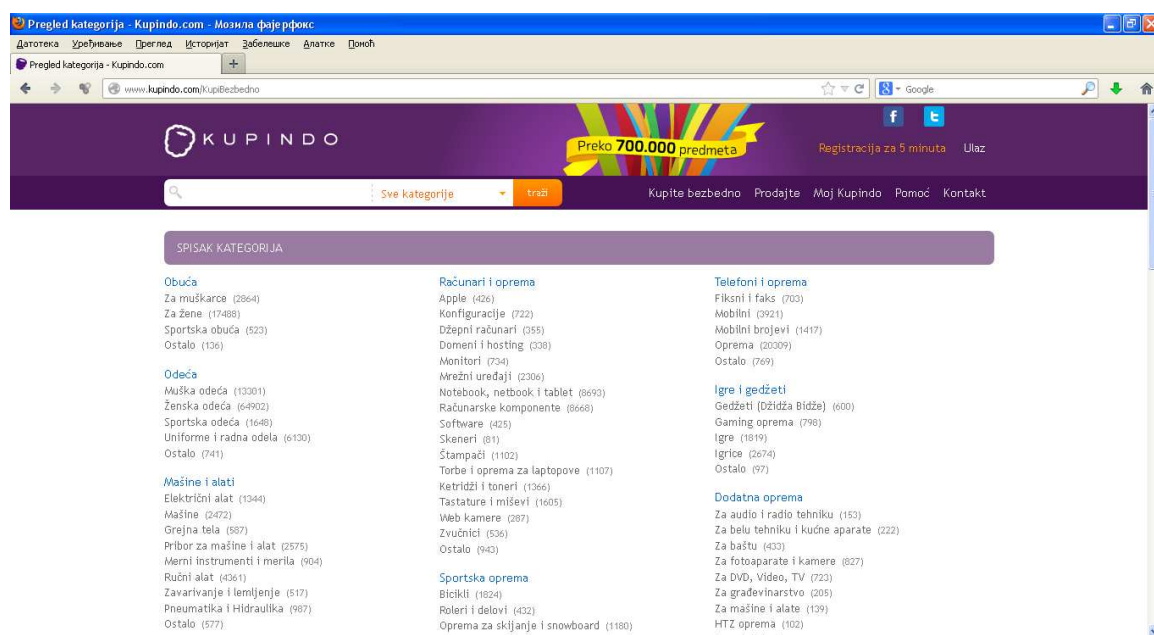 Pregled kategorija - Kupindo.com - Мозила фајерфокс
Датотека Уређивање Преглед Историјат Забелешке Алатке Помоћ
Pregled kategorija - Kupindo.com +
www.kupindo.com/KupiBezbedno
Google
KUPINDO
Preko 700.000 predmeta
Registracija za 5 minuta Ulaz
Sve kategorije traži
Kupite bezbedno Prodajte Moj Kupindo Pomoć Kontakt
SPISAK KATEGORIJA
Obuća
Za muškarce (2864)
Za žene (17488)
Sportska obuća (523)
Ostalo (136)
Odeća
Muška odeća (13301)
Ženska odeća (64902)
Sportska odeća (1648)
Uniforme i radna odela (6130)
Ostalo (741)
Mašine i alati
Električni alat (1344)
Mašine (2472)
Grejna tela (587)
Pribor za mašine i alat (2575)
Merni instrumenti i merila (904)
Ručni alat (4361)
Zavarivanje i lemljenje (517)
Pneumatika i Hidraulika (987)
Ostalo (577)
Računari i oprema
Apple (426)
Konfiguracije (722)
Džepni računari (355)
Domeni i hosting (338)
Monitori (734)
Mrežni uređaji (2306)
Notebook, netbook i tablet (8693)
Računarske komponente (8668)
Software (425)
Skeneri (81)
Štampači (1102)
Torbe i oprema za laptopove (1107)
Ketridži i toneri (1366)
Tastature i miševi (1605)
Web kamere (287)
Zvučnici (536)
Ostalo (943)
Sportska oprema
Bicikli (1824)
Roleri i delovi (432)
Oprema za skijanje i snowboard (1180)
Telefoni i oprema
Fiksni i faks (703)
Mobilni (3921)
Mobilni brojevi (1417)
Oprema (20309)
Ostalo (769)
Igre i gedžeti
Gedžeti (Džidža Bidže) (600)
Gaming oprema (798)
Igre (1819)
Igrice (2674)
Ostalo (97)
Dodatna oprema
Za audio i radio tehniku (153)
Za belu tehniku i kućne aparate (222)
Za baštu (433)
Za fotoaparate i kamere (827)
Za DVD, Video, TV (723)
Za građevinarstvo (205)
Za mašine i alate (139)
HTZ oprema (102)